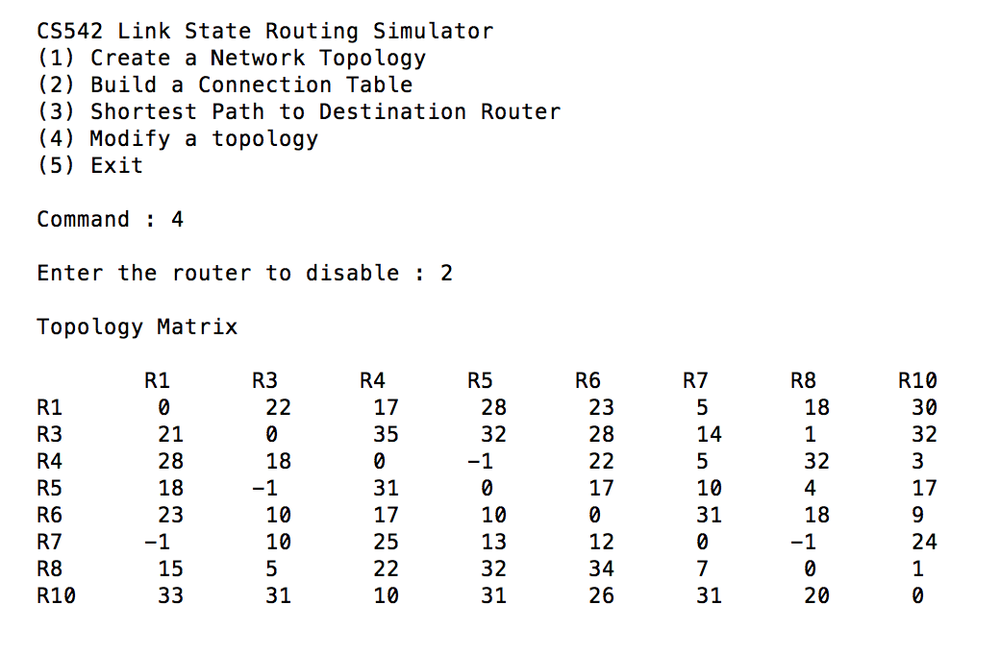 CS542 Link State Routing Simulator
(1) Create a Network Topology
(2) Build a Connection Table
(3) Shortest Path to Destination Router
(4) Modify a topology
(5) Exit
Command : 4
Enter the router to disable : 2
Topology Matrix
R1 R3 R4 R5 R6 R7 R8 R10
R1 0 22 17 28 23 5 18 30
R3 21 0 35 32 28 14 1 32
R4 28 18 0 -1 22 5 32 3
R5 18 -1 31 0 17 10 4 17
R6 23 10 17 10 0 31 18 9
R7 -1 10 25 13 12 0 -1 24
R8 15 5 22 32 34 7 0 1
R10 33 31 10 31 26 31 20 0